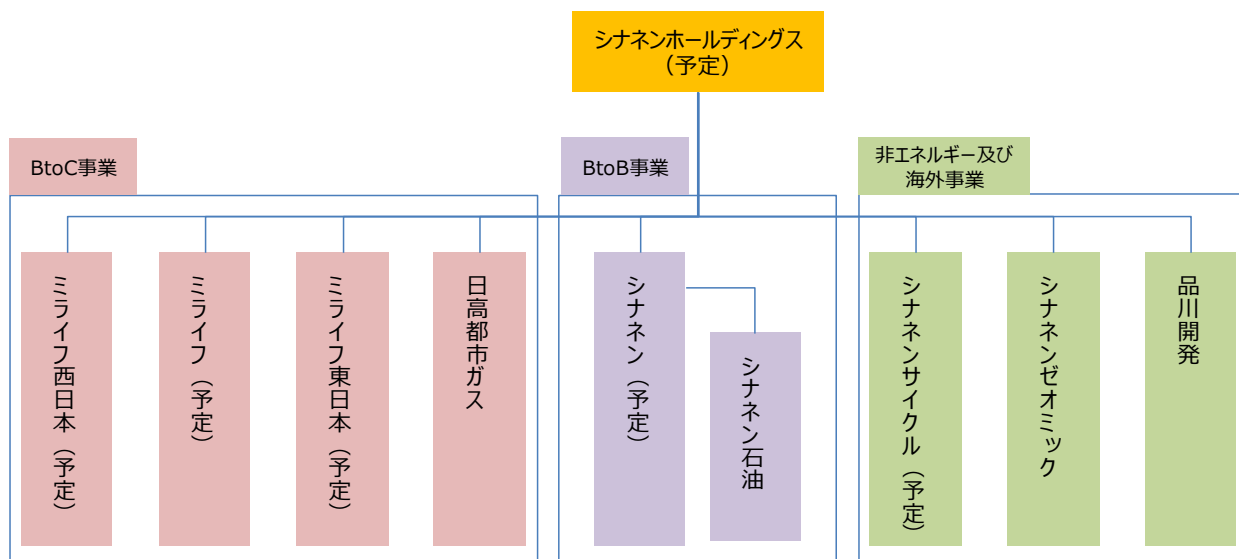 シナネンホールディングス
（予定）
BtoC事業
BtoB事業
非エネルギー及び
海外事業
ミライフ西日本（予定）
ミライフ（予定）
ミライフ東日本（予定）
日高都市ガス
シナネン（予定）
シナネン石油
シナネンサイクル（予定）
シナネンゼオミック
品川開発